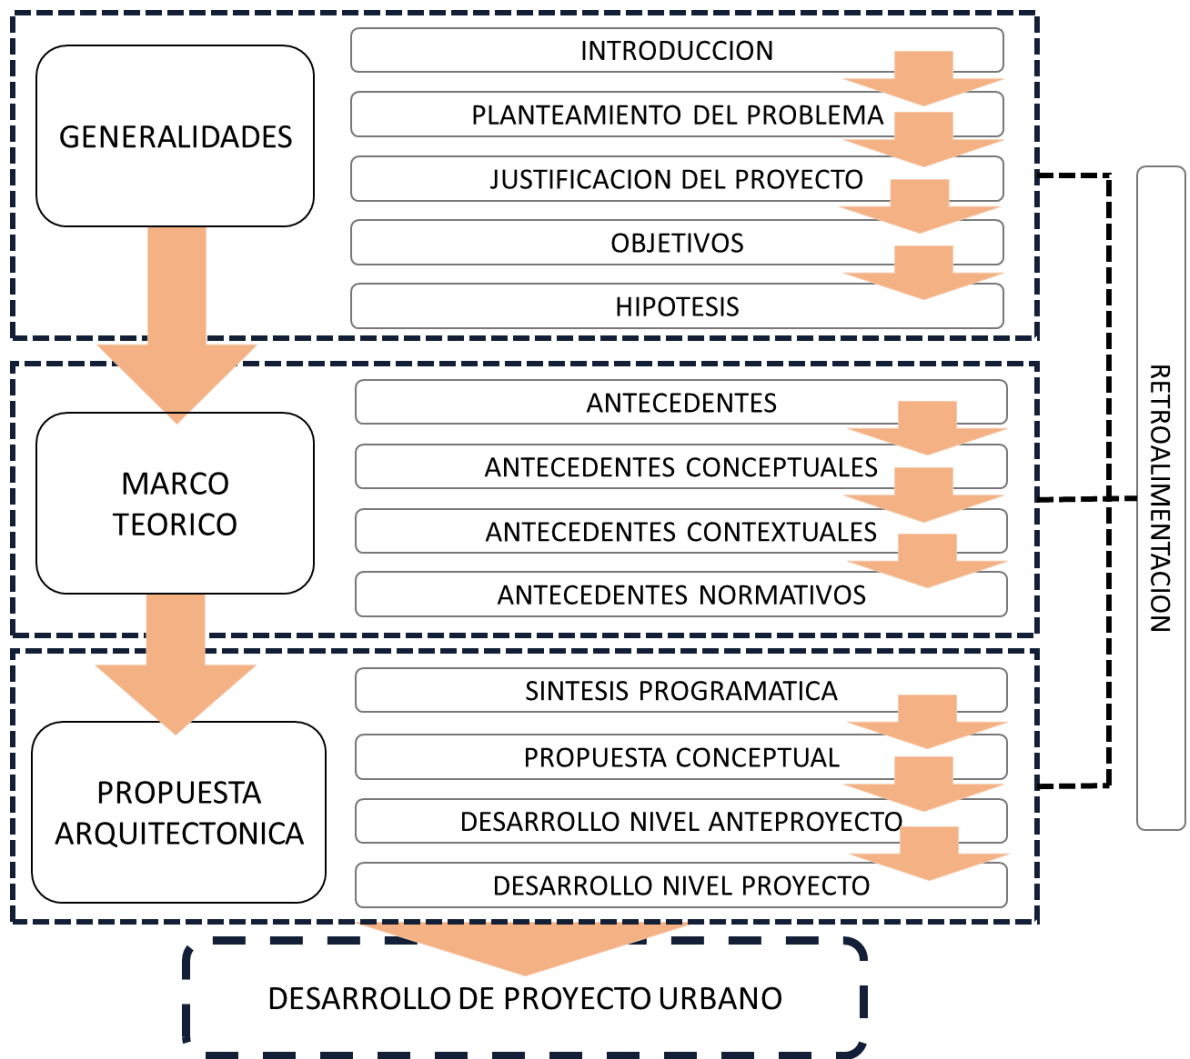 GENERALIDADES
INTRODUCCION
PLANTEAMIENTO DEL PROBLEMA
JUSTIFICACION DEL PROYECTO
OBJETIVOS
HIPOTESIS
MARCO
TEORICO
ANTECEDENTES
ANTECEDENTES CONCEPTUALES
ANTECEDENTES CONTEXTUALES
ANTECEDENTES NORMATIVOS
PROPUESTA
ARQUITECTONICA
SINTESIS PROGRAMATICA
PROPUESTA CONCEPTUAL
DESARROLLO NIVEL ANTEPROYECTO
DESARROLLO NIVEL PROYECTO
RETROALIMENTACION
DESARROLLO DE PROYECTO URBANO